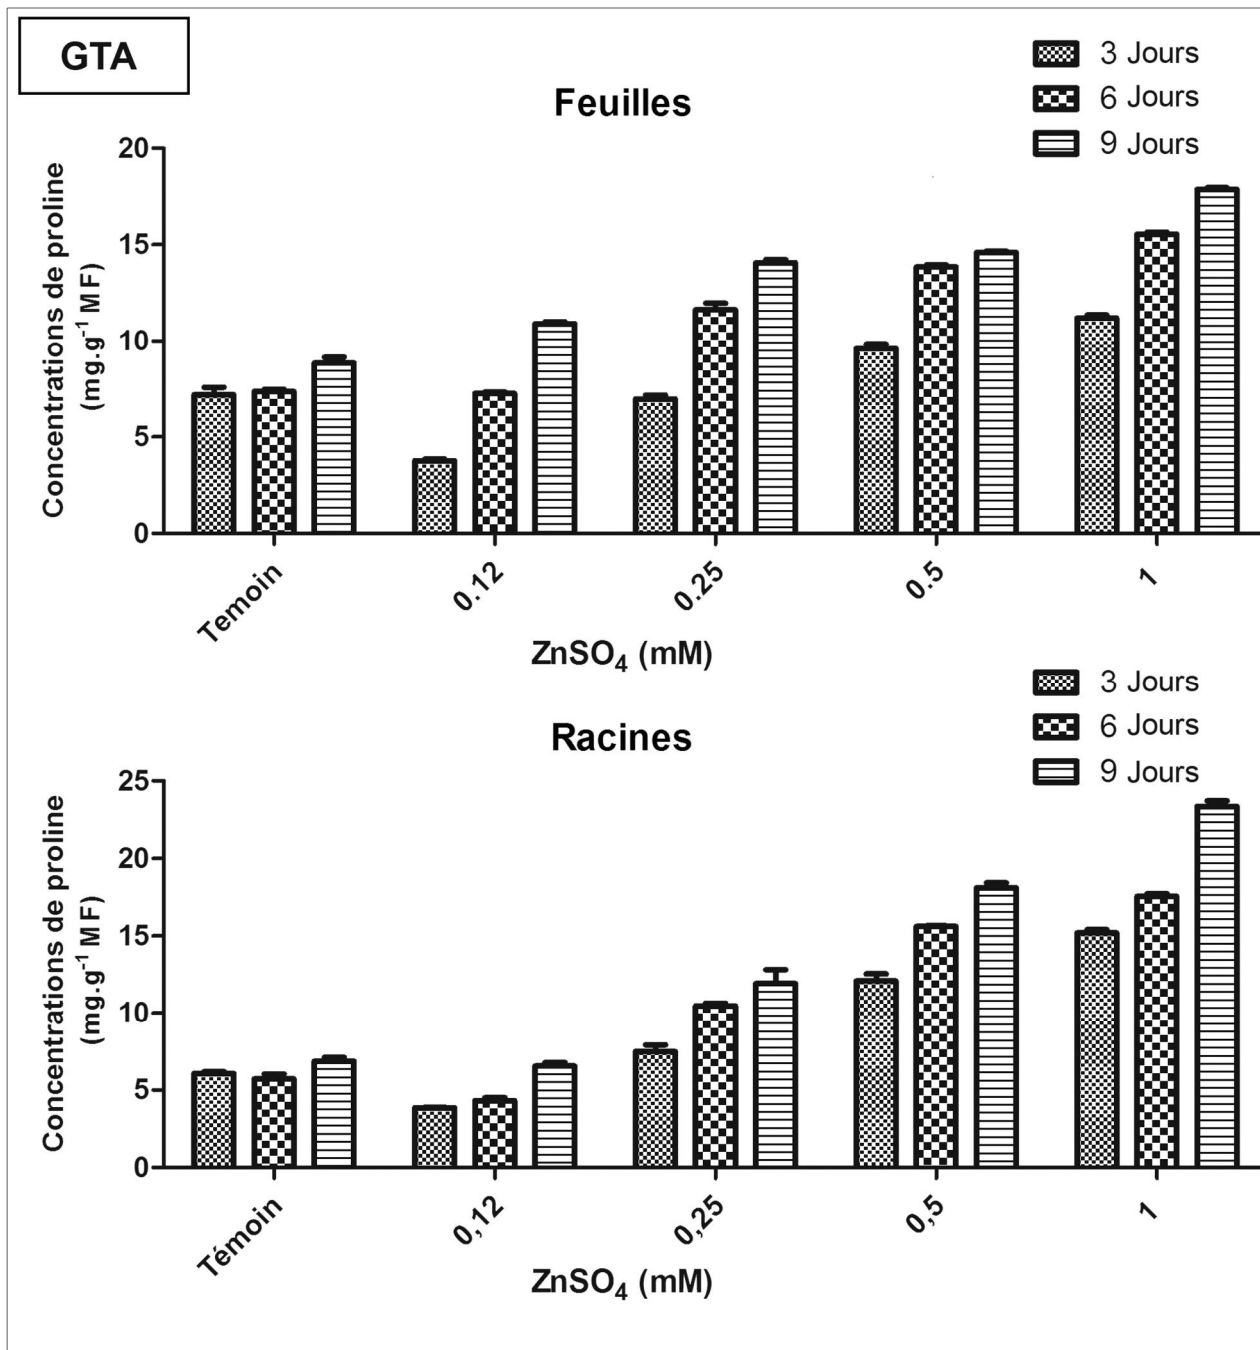 GTA
3 Jours
6 Jours
9 Jours
Feuilles
Concentrations de proline
(mg.g⁻¹ MF)
20
15
10
5
0
Temoin
0.12
0.25
0.5
1
ZnSO₄ (mM)
3 Jours
6 Jours
9 Jours
Racines
Concentrations de proline
(mg.g⁻¹ MF)
25
20
15
10
5
0
Témoin
0,12
0,25
0,5
1
ZnSO₄ (mM)